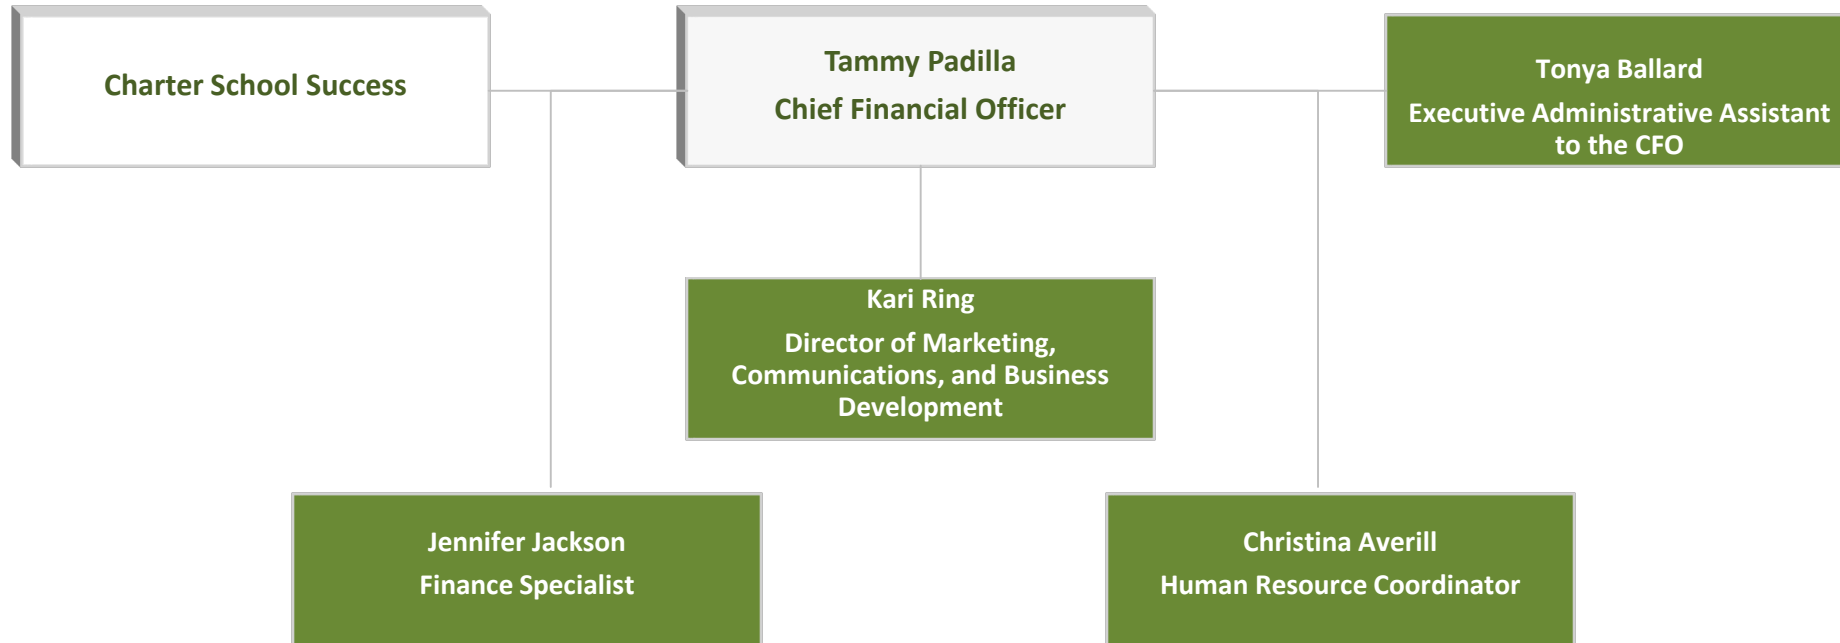 Charter School Success
Tammy Padilla
Chief Financial Officer
Tonya Ballard
Executive Administrative Assistant
to the CFO
Kari Ring
Director of Marketing,
Communications, and Business
Development
Jennifer Jackson
Finance Specialist
Christina Averill
Human Resource Coordinator